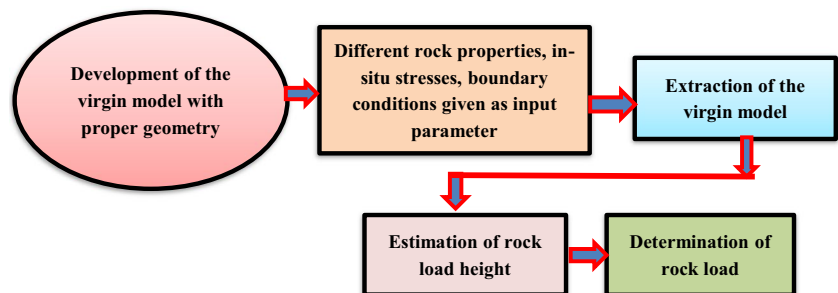 Development of the
virgin model with
proper geometry
Different rock properties, in-
situ stresses, boundary
conditions given as input
parameter
Extraction of the
virgin model
Estimation of rock
load height
Determination of
rock load